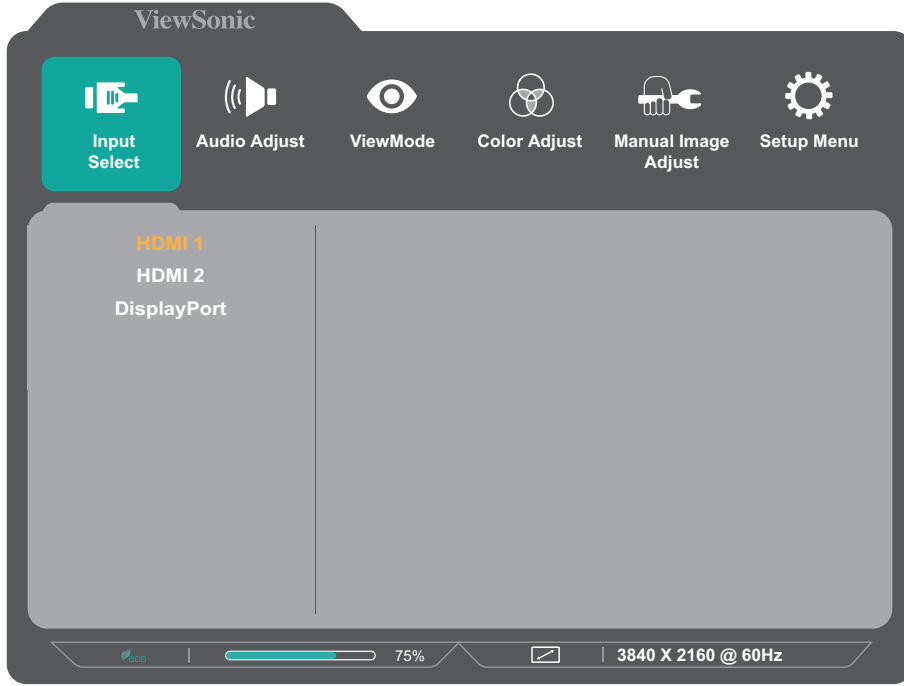 ViewSonic
Input
Select
Audio Adjust
ViewMode
Color Adjust
Manual Image
Adjust
Setup Menu
HDMI 1
HDMI 2
DisplayPort
eco
75%
3840 X 2160 @ 60Hz